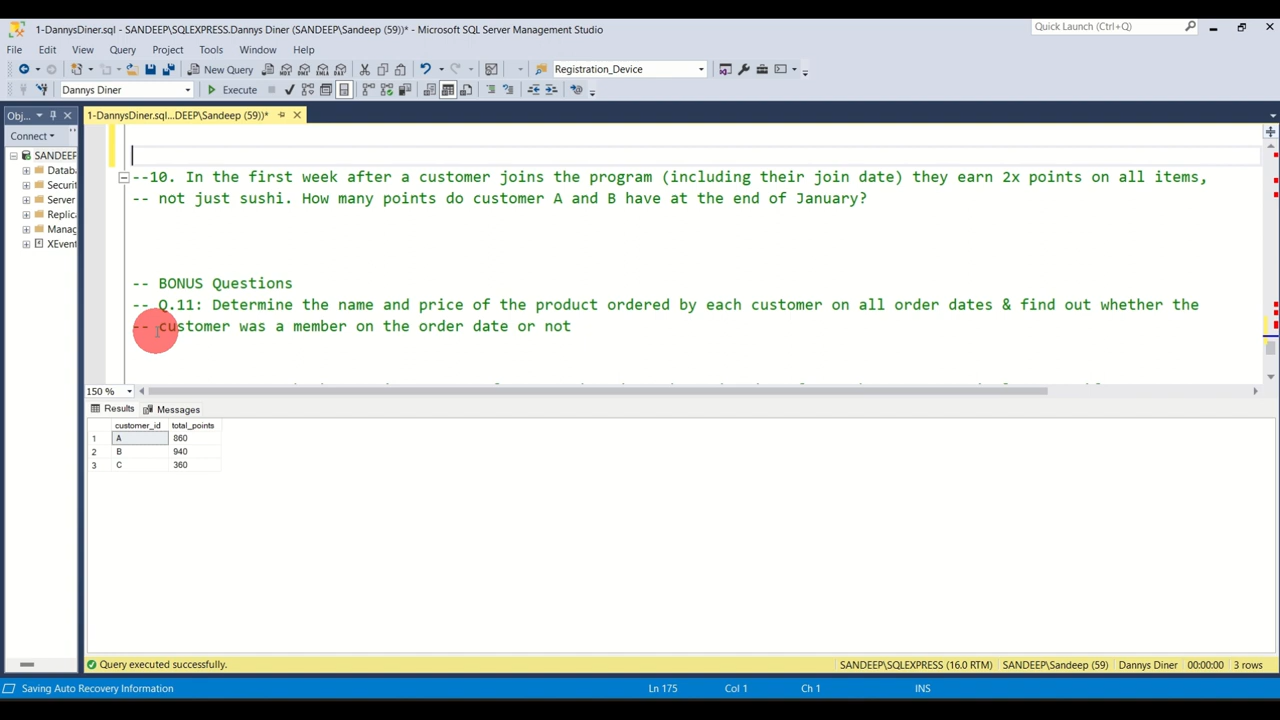 1-DannysDiner.sql - SANDEEP\SQLEXPRESS.Dannys Diner (SANDEEP\Sandeep (59))* - Microsoft SQL Server Management Studio
Quick Launch (Ctrl+Q)
File Edit View Query Project Tools Window Help
New Query
Registration_Device
Dannys Diner
Execute
Obj...
1-DannysDiner.sql...DEEP\Sandeep (59))*
Connect
SANDEEP
Databa
Securit
Server
Replica
Manag
XEvent
--10. In the first week after a customer joins the program (including their join date) they earn 2x points on all items,
-- not just sushi. How many points do customer A and B have at the end of January?
-- BONUS Questions
-- Q.11: Determine the name and price of the product ordered by each customer on all order dates & find out whether the
-- customer was a member on the order date or not
150 %
Results Messages
customer_id total_points
1 A 860
2 B 940
3 C 360
Query executed successfully.
SANDEEP\SQLEXPRESS (16.0 RTM) SANDEEP\Sandeep (59) Dannys Diner 00:00:00 3 rows
Saving Auto Recovery Information
Ln 175 Col 1 Ch 1 INS